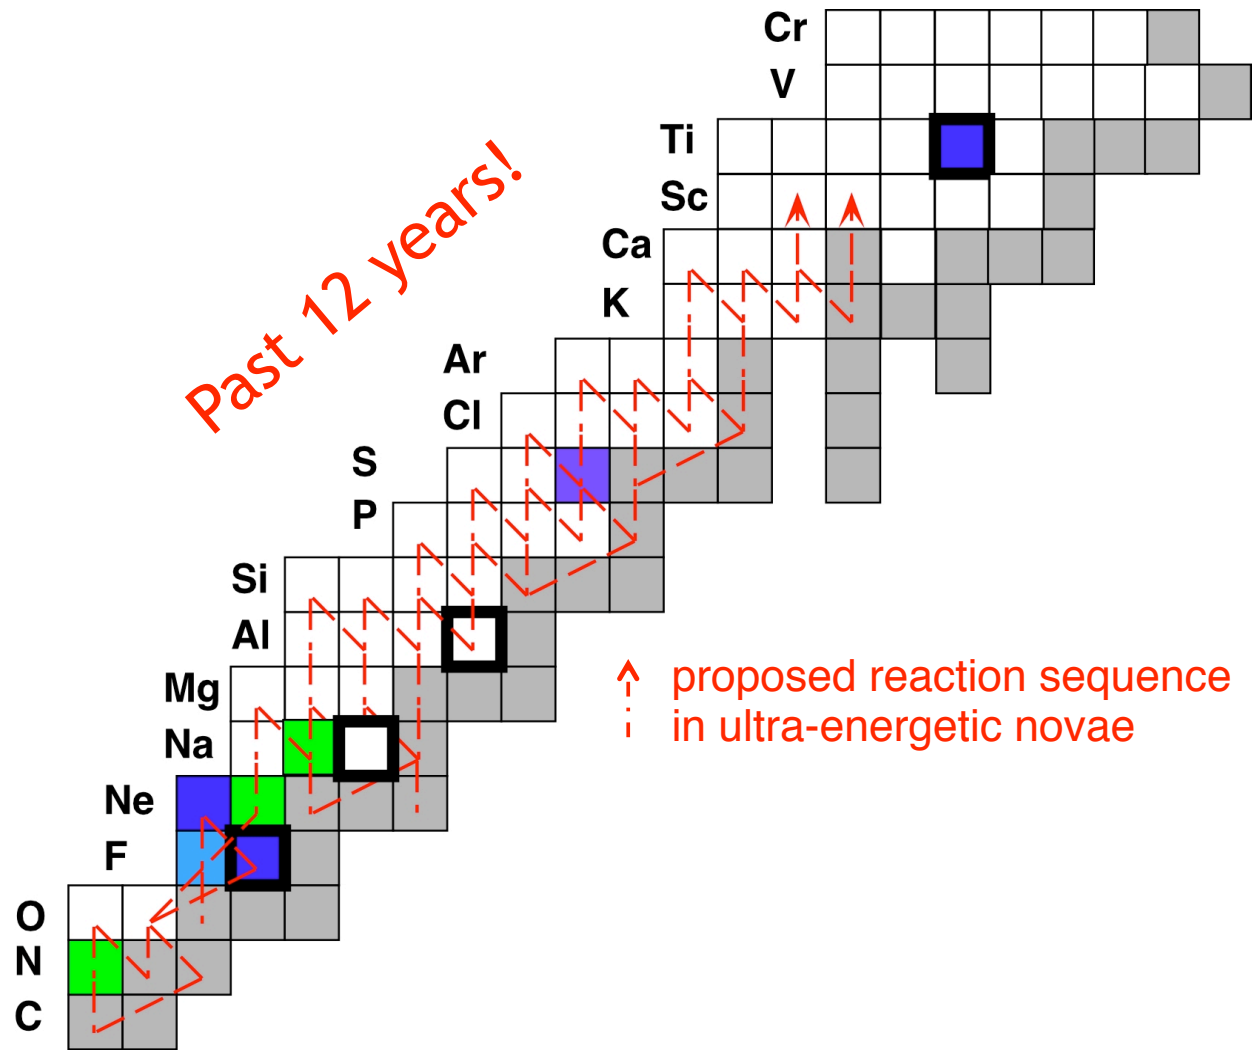 Cr
V
Ti
Sc
Ca
K
Ar
Cl
S
P
Si
Al
Mg
Na
Ne
F
O
N
C
Past 12 years!
proposed reaction sequence
in ultra-energetic novae